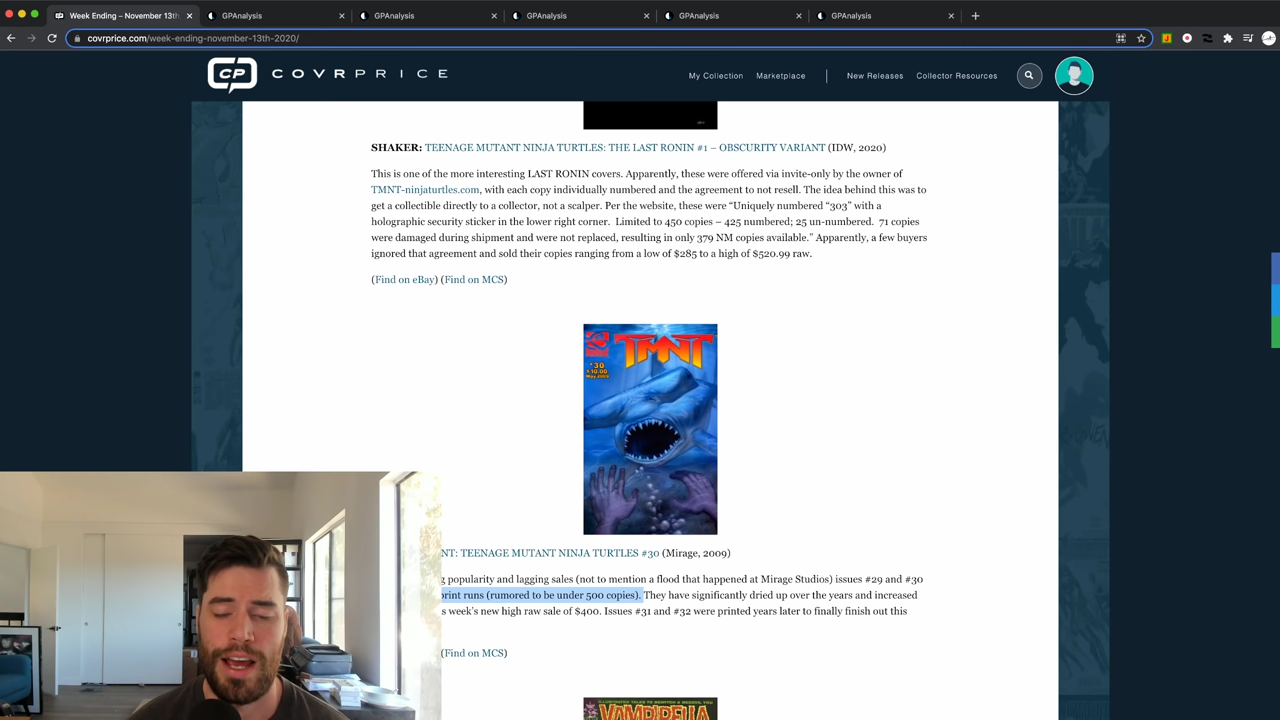 Week Ending – November 13th
GPAnalysis
GPAnalysis
GPAnalysis
GPAnalysis
GPAnalysis
covrprice.com/week-ending-november-13th-2020/
CP COVRPRICE
My Collection
Marketplace
New Releases
Collector Resources
SHAKER: TEENAGE MUTANT NINJA TURTLES: THE LAST RONIN #1 – OBSCURITY VARIANT (IDW, 2020)
This is one of the more interesting LAST RONIN covers. Apparently, these were offered via invite-only by the owner of
TMNT-ninjaturtles.com, with each copy individually numbered and the agreement to not resell. The idea behind this was to
get a collectible directly to a collector, not a scalper. Per the website, these were “Uniquely numbered “303” with a
holographic security sticker in the lower right corner. Limited to 450 copies – 425 numbered; 25 un-numbered. 71 copies
were damaged during shipment and were not replaced, resulting in only 379 NM copies available.” Apparently, a few buyers
ignored that agreement and sold their copies ranging from a low of $285 to a high of $520.99 raw.
(Find on eBay) (Find on MCS)
TMNT
#30
$10.00
May 2009
NT: TEENAGE MUTANT NINJA TURTLES #30 (Mirage, 2009)
g popularity and lagging sales (not to mention a flood that happened at Mirage Studios) issues #29 and #30
print runs (rumored to be under 500 copies). They have significantly dried up over the years and increased
s week’s new high raw sale of $400. Issues #31 and #32 were printed years later to finally finish out this
(Find on MCS)
VAMPIRELLA